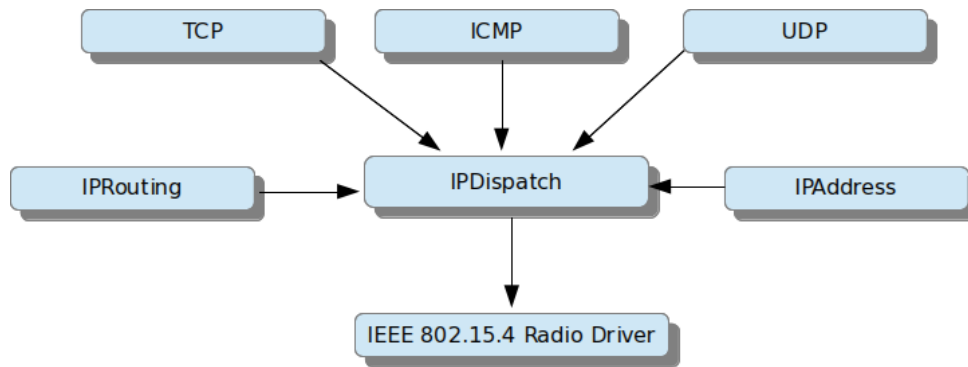 TCP
ICMP
UDP
IPRouting
IPDispatch
IPAddress
IEEE 802.15.4 Radio Driver